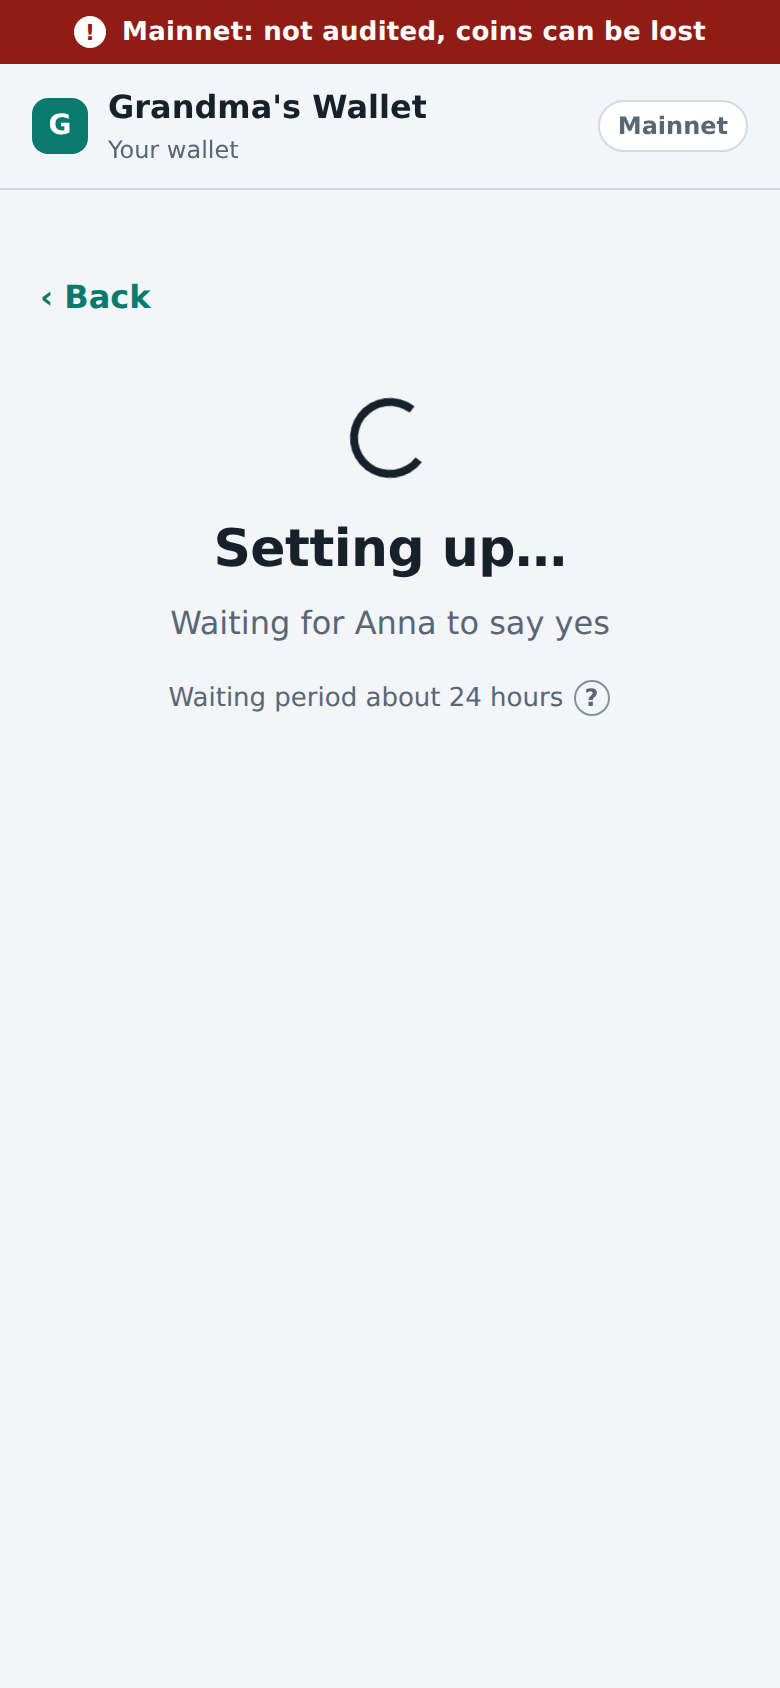 ! Mainnet: not audited, coins can be lost
G
Grandma's Wallet
Your wallet
Mainnet
‹ Back
Setting up…
Waiting for Anna to say yes
Waiting period about 24 hours ?